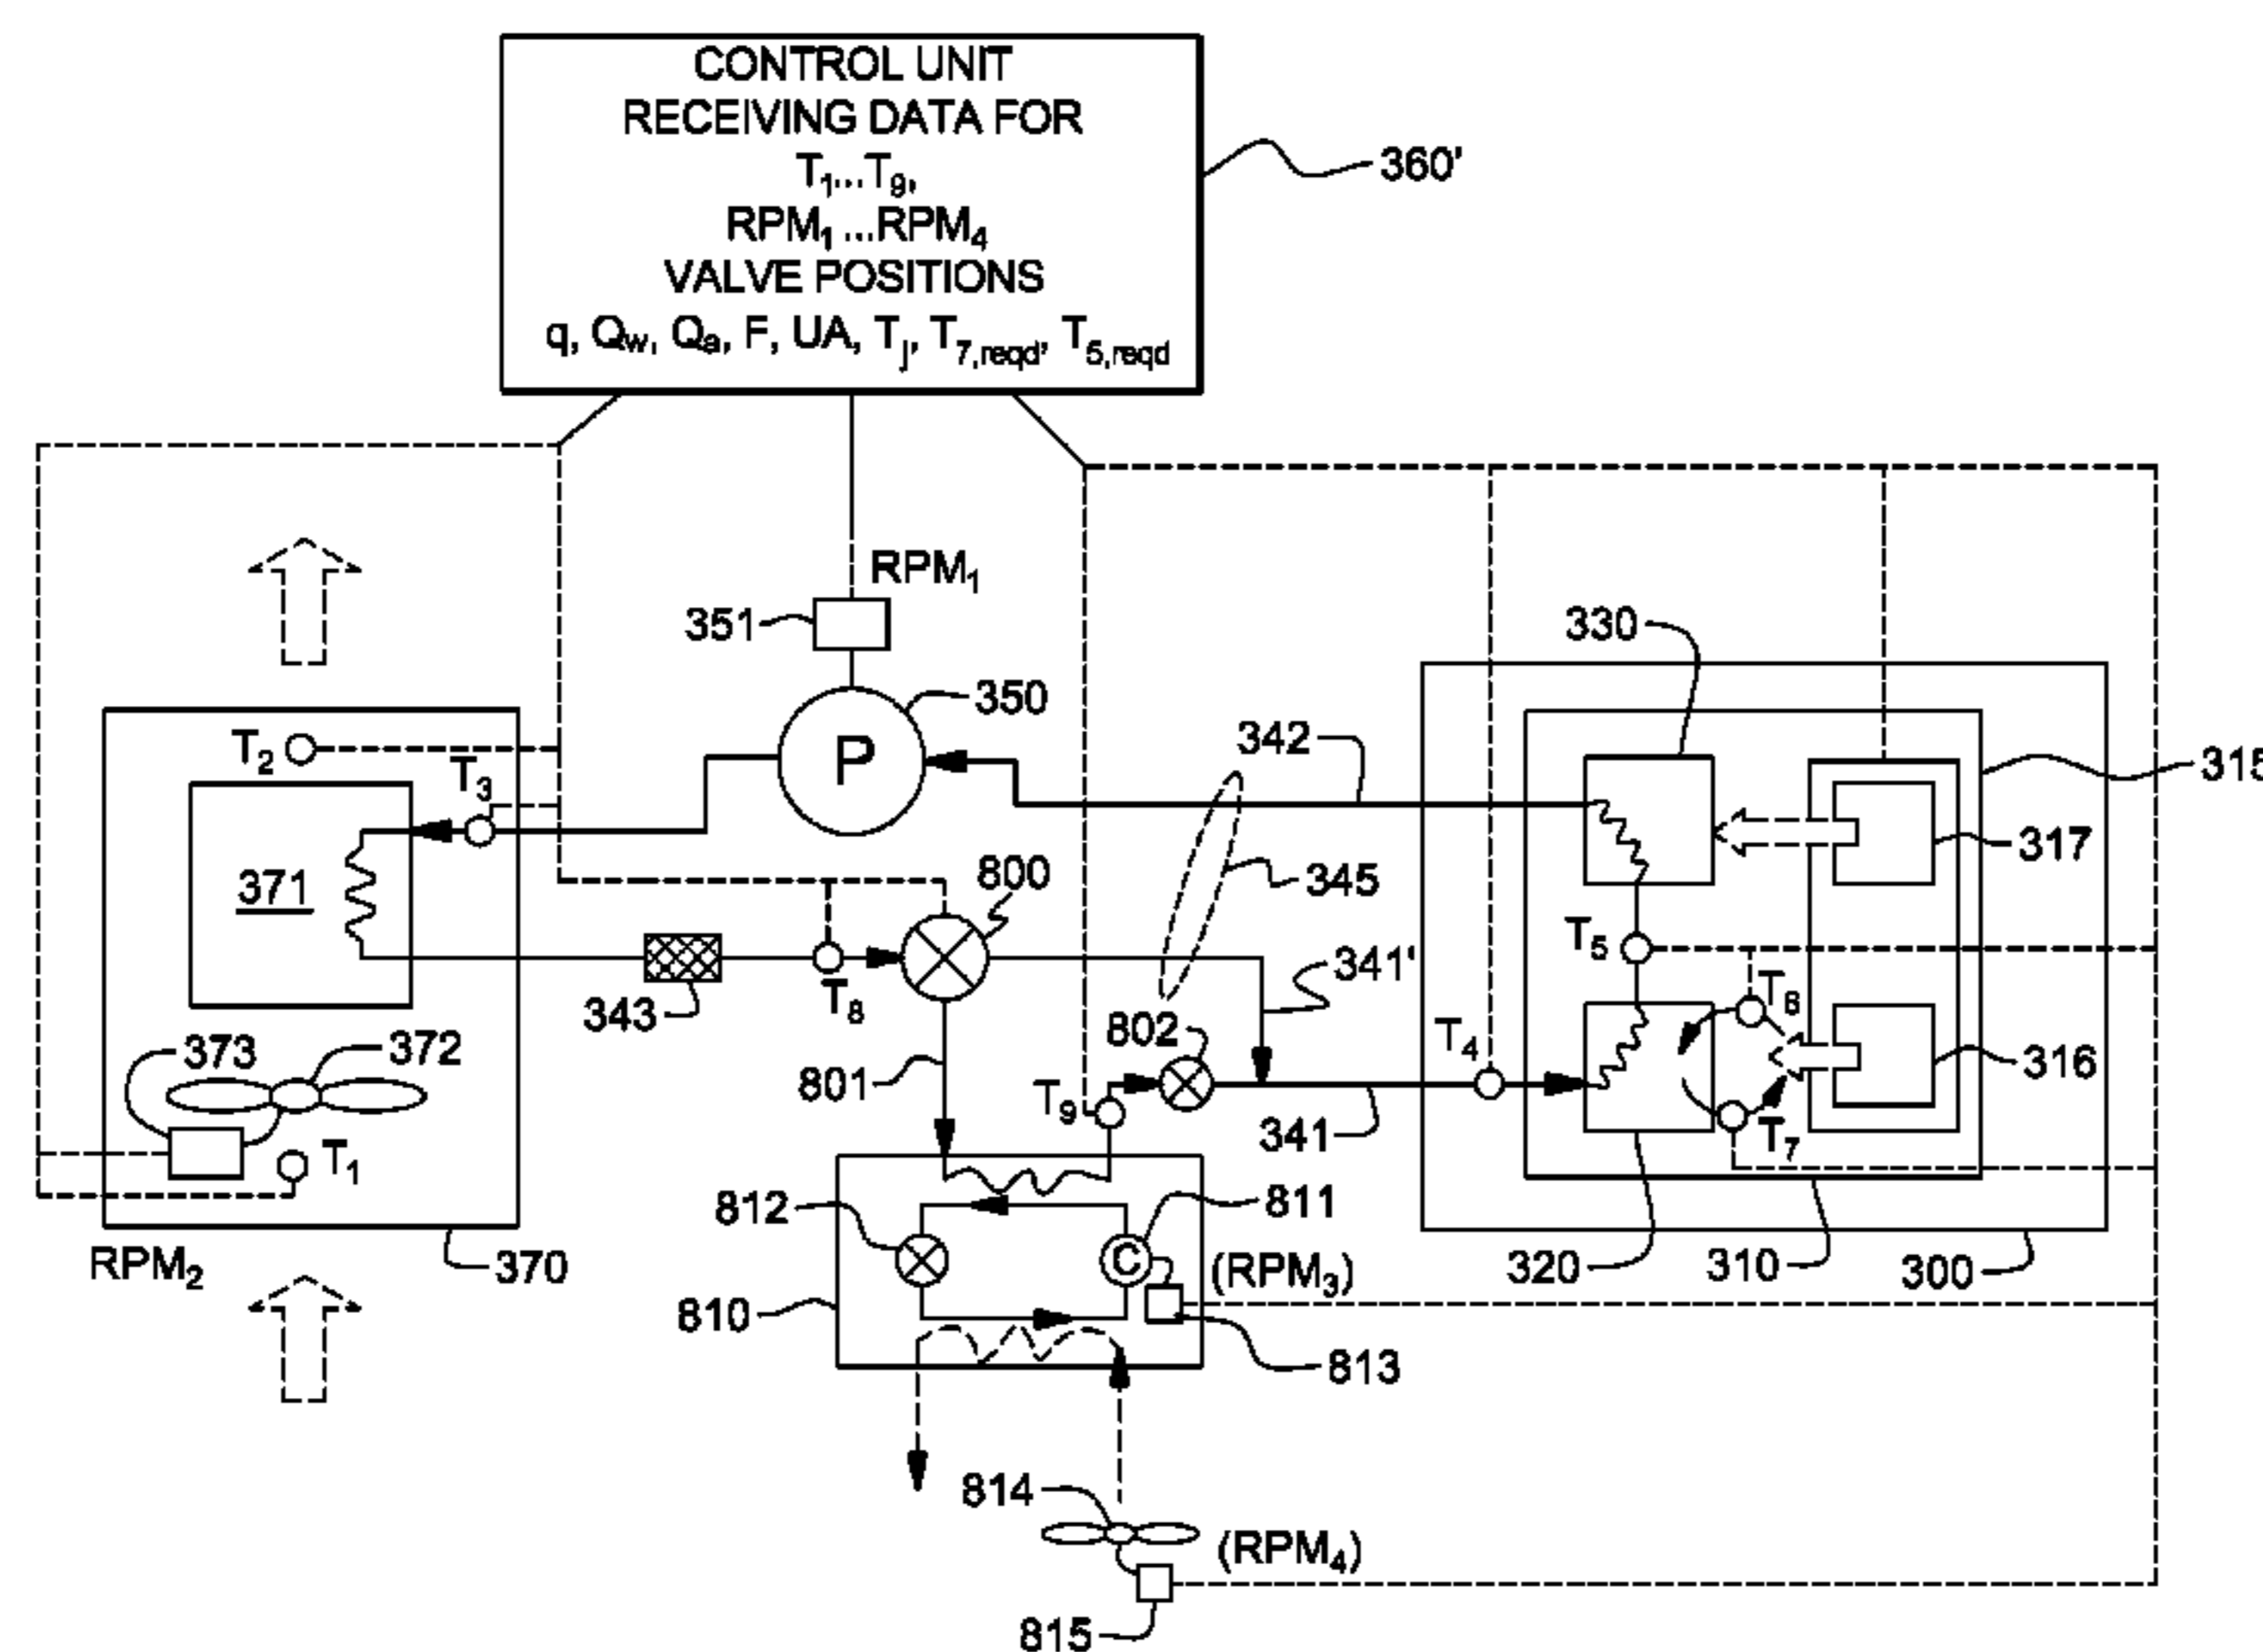 CONTROL UNIT
RECEIVING DATA FOR
T1...T9,
RPM1...RPM4
VALVE POSITIONS
q, Qw, Qa, F, UA, Tj, T7,reqd, T5,reqd
360'
RPM1
351
350
P
330
342
315
T2
T3
317
371
800
345
T5
341'
T6
343
T8
802
T4
316
373
372
801
T9
341
T7
T1
812
811
C
RPM2
370
(RPM3)
320
310
300
810
813
814
(RPM4)
815